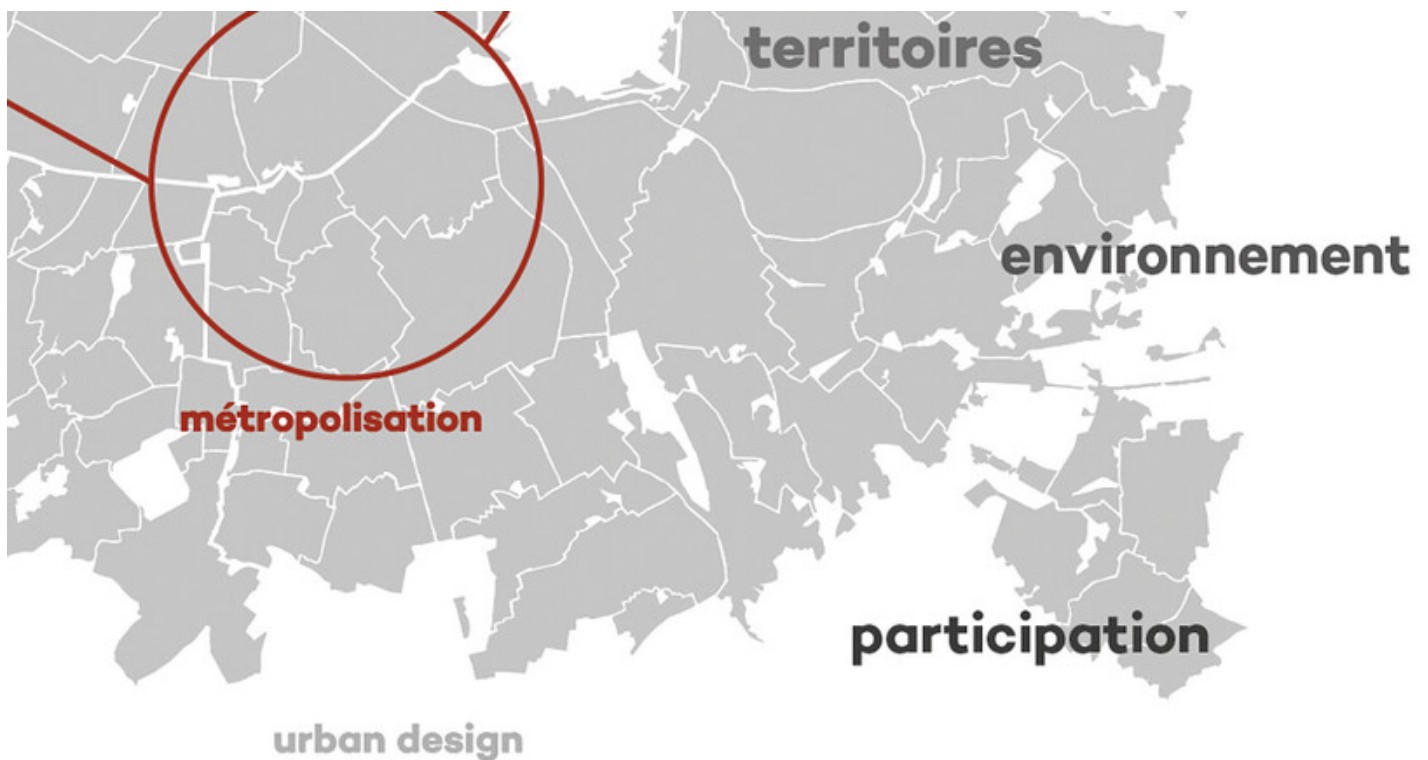 territoires
environnement
métropolisation
participation
urban design